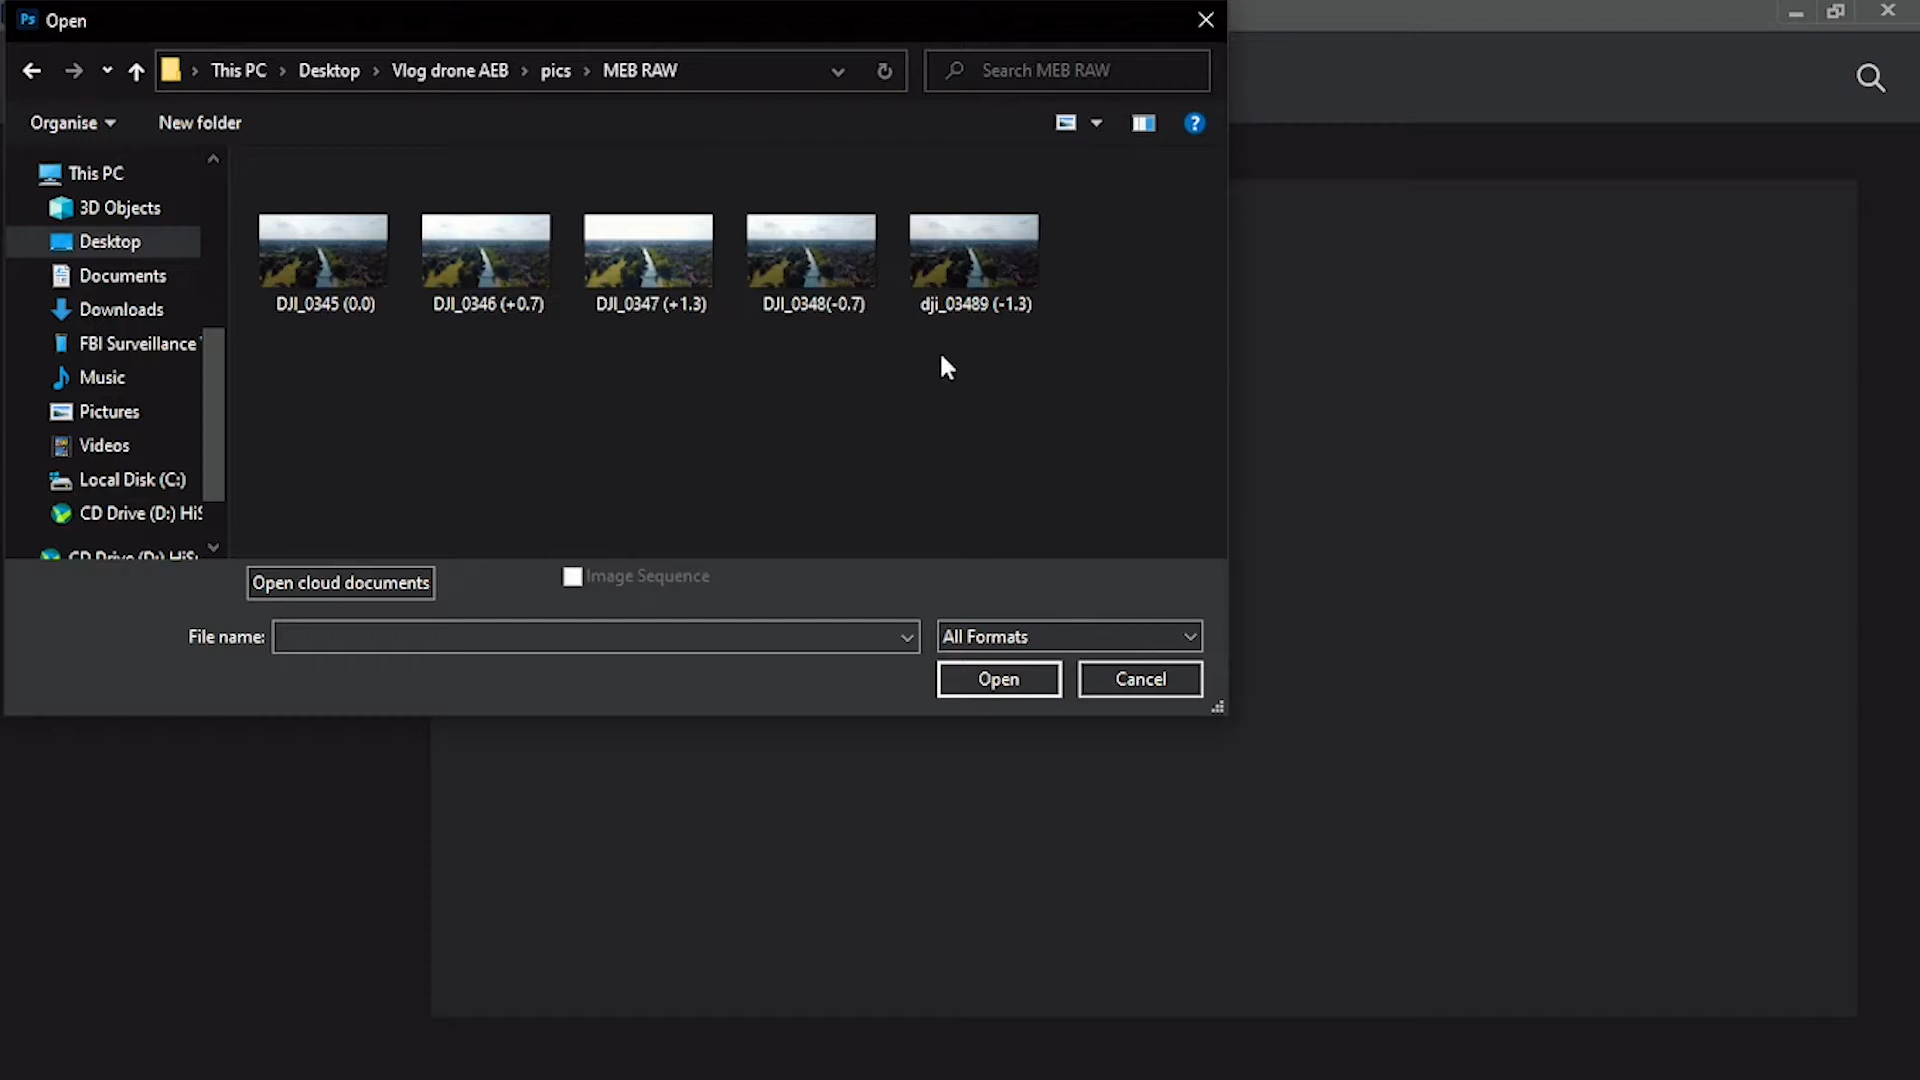 Ps Open
This PC > Desktop > Vlog drone AEB > pics > MEB RAW
Search MEB RAW
Organise
New folder
?
This PC
3D Objects
Desktop
Documents
Downloads
FBI Surveillance
Music
Pictures
Videos
Local Disk (C:)
CD Drive (D:) HiS
CD Drive (D:) HiS
DJI_0345 (0.0)
DJI_0346 (+0.7)
DJI_0347 (+1.3)
DJI_0348(-0.7)
dji_03489 (-1.3)
Open cloud documents
Image Sequence
File name:
All Formats
Open
Cancel